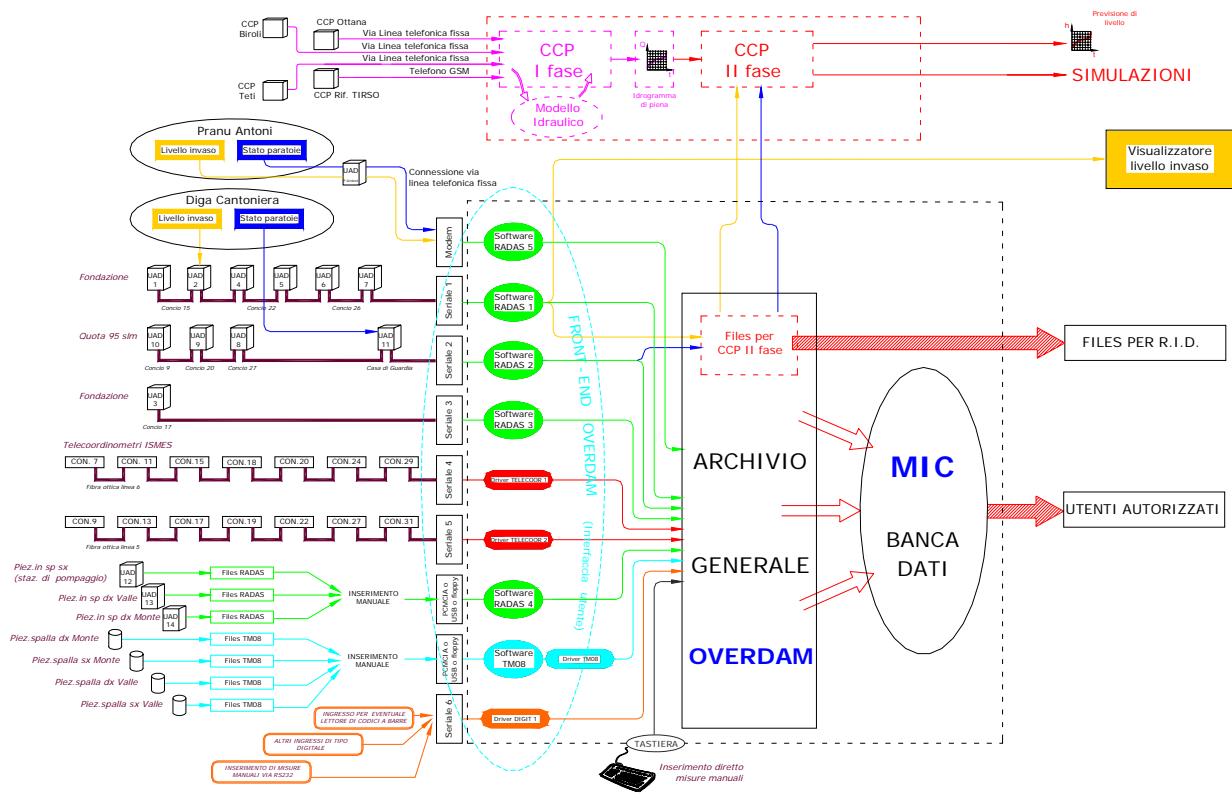 CCP Ottana
CCP
Biroli
Via Linea telefonica fissa
Via Linea telefonica fissa
Via Linea telefonica fissa
Telefono GSM
CCP
Teti
CCP Rif. TIRSO
CCP
I fase
Modello
Idraulico
Q
t
Idrogramma
di piena
CCP
II fase
Previsione di
livello
h
t
SIMULAZIONI
Pranu Antoni
Livello invaso
Stato paratoie
UAD
Connessione via
linea telefonica fissa
Visualizzatore
livello invaso
Diga Cantoniera
Livello invaso
Stato paratoie
Modem
Software
RADAS 5
Fondazione
UAD
1
UAD
2
UAD
4
UAD
5
UAD
6
UAD
7
Concio 15
Concio 22
Concio 26
Seriale 1
Software
RADAS 1
Quota 95 slm
UAD
10
UAD
9
UAD
8
UAD
11
Concio 9
Concio 20
Concio 27
Casa di Guardia
Seriale 2
Software
RADAS 2
Files per
CCP II fase
FILES PER R.I.D.
Fondazione
UAD
3
Concio 17
Seriale 3
Software
RADAS 3
FRONT - END OVERDAM
(Interfaccia utente)
Telecoordinometri ISMES
CON. 7
CON. 11
CON.15
CON.18
CON.20
CON.24
CON.29
Fibra ottica linea 6
Seriale 4
Driver TELECOOR 1
CON.9
CON.13
CON.17
CON.19
CON.22
CON.27
CON.31
Fibra ottica linea 5
Seriale 5
Driver TELECOOR 2
ARCHIVIO
GENERALE
OVERDAM
MIC
BANCA
DATI
UTENTI AUTORIZZATI
Piez.in sp sx
(staz. di pompaggio)
UAD
12
Files RADAS
Piez.in sp dx Valle
UAD
13
Files RADAS
Piez.in sp dx Monte
UAD
14
Files RADAS
INSERIMENTO
MANUALE
PCMCIA o
USB o floppy
Software
RADAS 4
Piez.spalla dx Monte
Files TM08
Piez.spalla sx Monte
Files TM08
Piez.spalla dx Valle
Files TM08
Piez.spalla sx Valle
Files TM08
INSERIMENTO
MANUALE
PCMCIA o
USB o floppy
Software
TM08
Driver TM08
INGRESSO PER EVENTUALE
LETTORE DI CODICI A BARRE
ALTRI INGRESSI DI TIPO
DIGITALE
INSERIMENTO DI MISURE
MANUALI VIA RS232
Seriale 6
Driver DIGIT 1
TASTIERA
Inserimento diretto
misure manuali